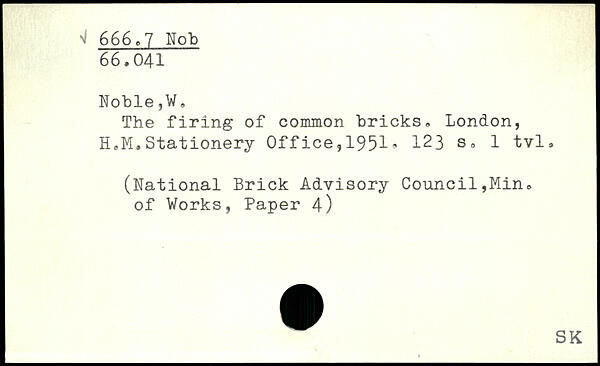 √ 666.7 Nob
66.041
Noble,W.
The firing of common bricks. London,
H.M.Stationery Office,1951. 123 s. 1 tvl.
(National Brick Advisory Council,Min.
of Works, Paper 4)
SK